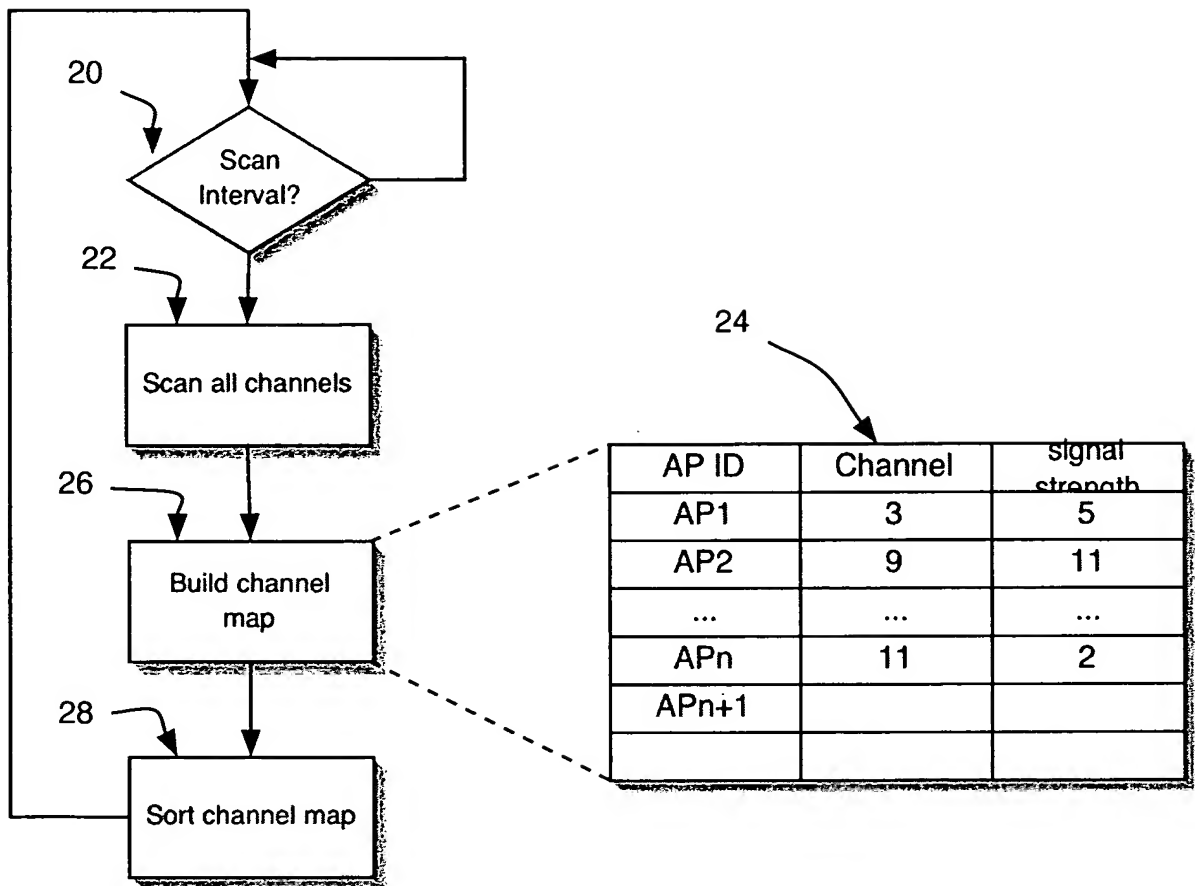 20
Scan
Interval?
22
Scan all channels
24
26
Build channel
map
AP ID Channel signal
strength
AP1 3 5
AP2 9 11
... ... ...
APn 11 2
APn+1
28
Sort channel map